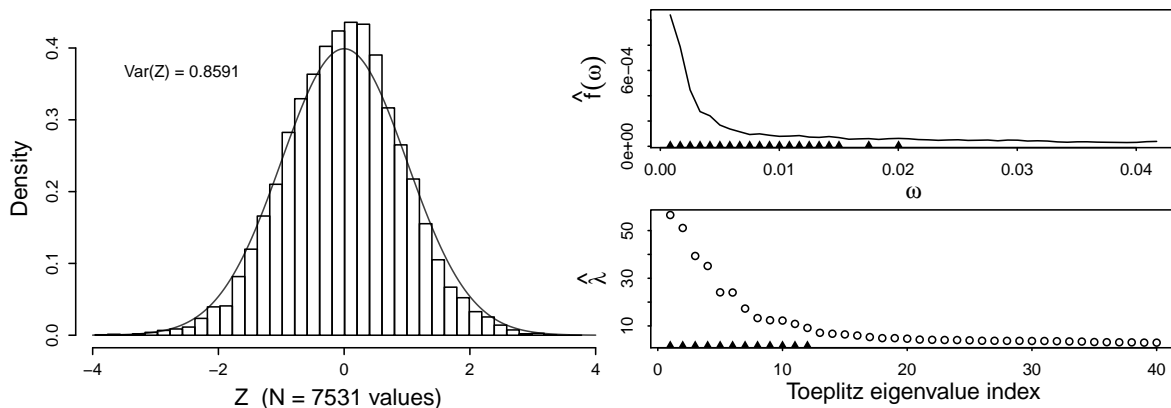 Density
0.0 0.1 0.2 0.3 0.4
Var(Z) = 0.8591
−4 −2 0 2 4
Z (N = 7531 values)
f̂(ω)
0e+00 6e−04
0.00 0.01 0.02 0.03 0.04
ω
λ̂
10 30 50
0 10 20 30 40
Toeplitz eigenvalue index